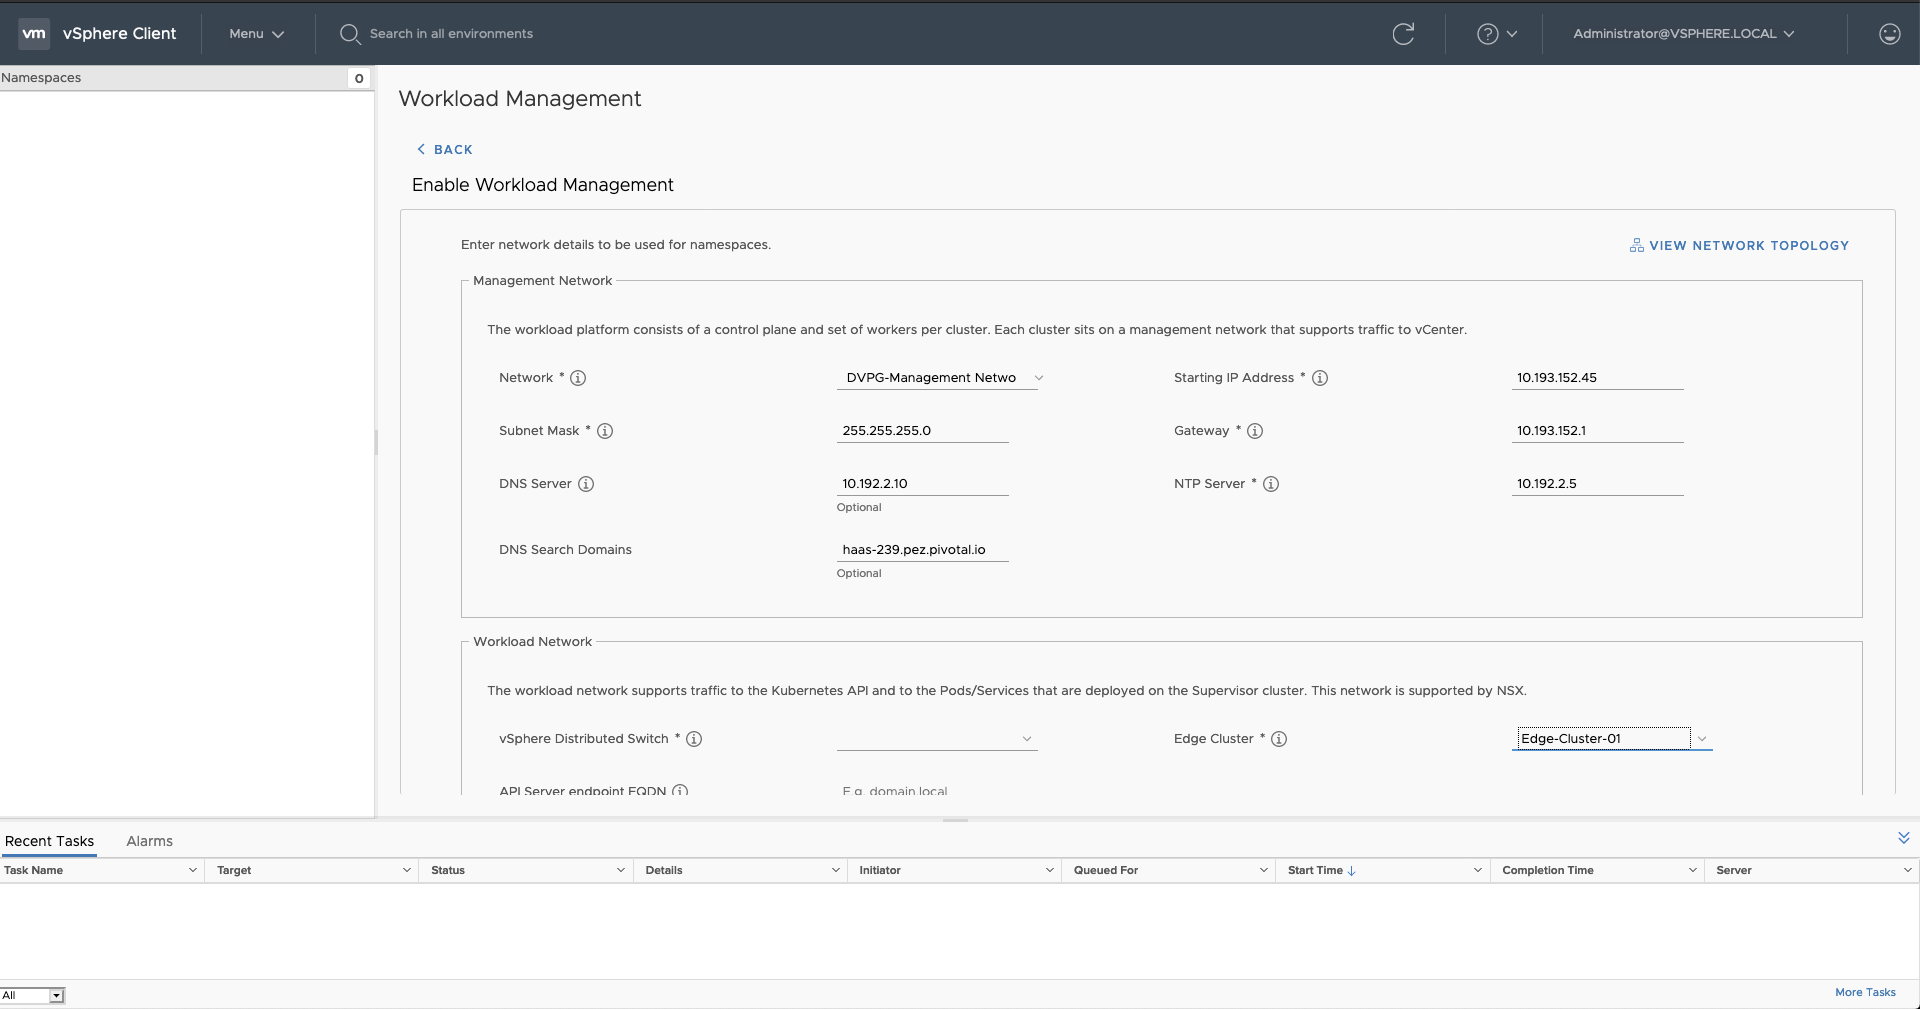 vm vSphere Client Menu Search in all environments Administrator@VSPHERE.LOCAL
Namespaces 0
Workload Management
BACK
Enable Workload Management
Enter network details to be used for namespaces. VIEW NETWORK TOPOLOGY
Management Network
The workload platform consists of a control plane and set of workers per cluster. Each cluster sits on a management network that supports traffic to vCenter.
Network * DVPG-Management Netwo Starting IP Address * 10.193.152.45
Subnet Mask * 255.255.255.0 Gateway * 10.193.152.1
DNS Server 10.192.2.10 NTP Server * 10.192.2.5
Optional
DNS Search Domains haas-239.pez.pivotal.io
Optional
Workload Network
The workload network supports traffic to the Kubernetes API and to the Pods/Services that are deployed on the Supervisor cluster. This network is supported by NSX.
vSphere Distributed Switch * Edge Cluster * Edge-Cluster-01
API Server endpoint FQDN E.g. domain.local
Recent Tasks Alarms
Task Name Target Status Details Initiator Queued For Start Time Completion Time Server
All
More Tasks